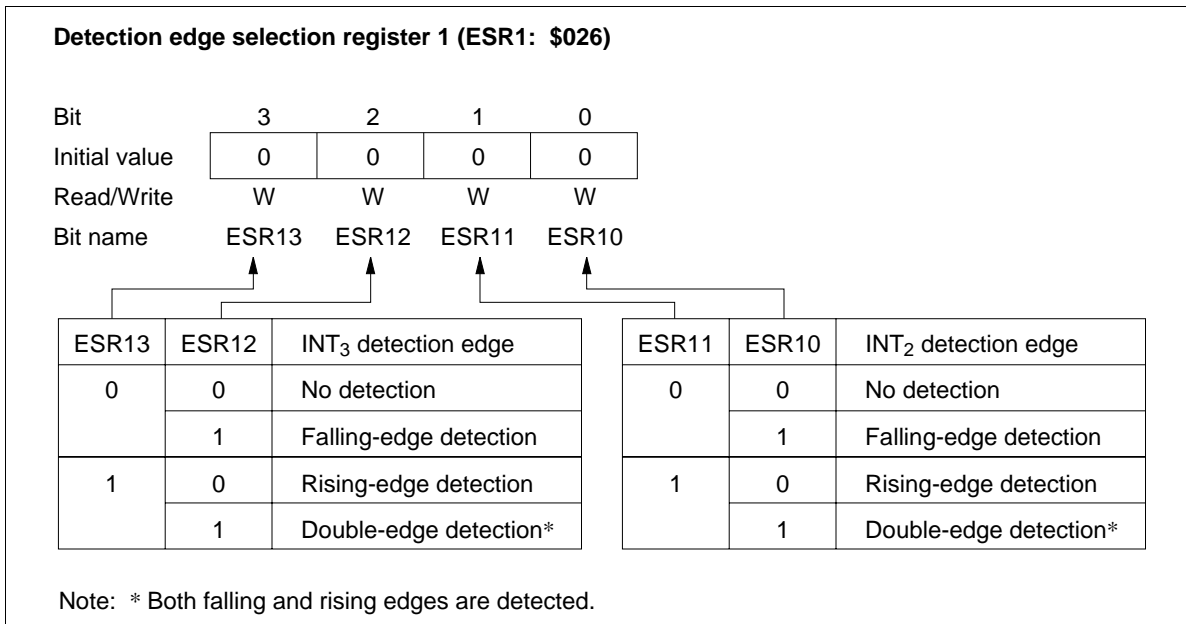 Detection edge selection register 1 (ESR1: $026)
Bit 3 2 1 0
Initial value 0 0 0 0
Read/Write W W W W
Bit name ESR13 ESR12 ESR11 ESR10
ESR13 ESR12 INT3 detection edge
0 0 No detection
1 Falling-edge detection
1 0 Rising-edge detection
1 Double-edge detection*
ESR11 ESR10 INT2 detection edge
0 0 No detection
1 Falling-edge detection
1 0 Rising-edge detection
1 Double-edge detection*
Note: * Both falling and rising edges are detected.